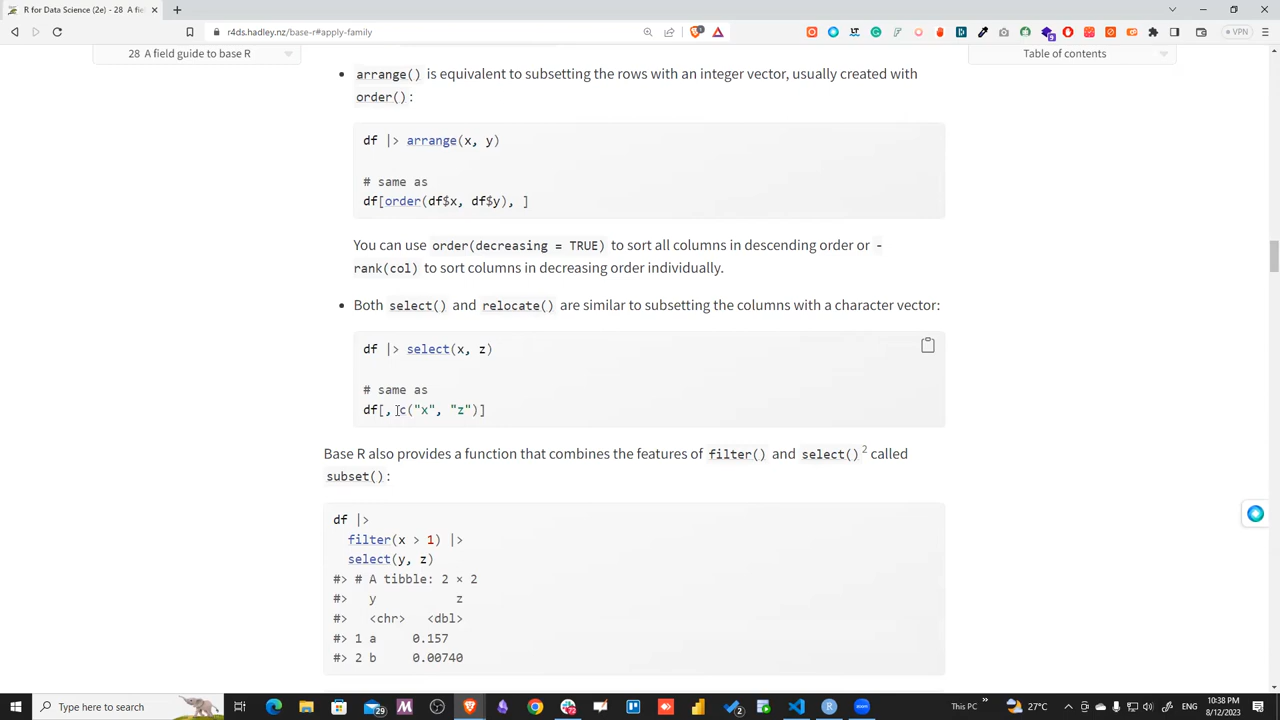 R for Data Science (2e) - 28 A fiel
r4ds.hadley.nz/base-r#apply-family
VPN
28 A field guide to base R
Table of contents
arrange() is equivalent to subsetting the rows with an integer vector, usually created with
order():
df |> arrange(x, y)
# same as
df[order(df$x, df$y), ]
You can use order(decreasing = TRUE) to sort all columns in descending order or -
rank(col) to sort columns in decreasing order individually.
Both select() and relocate() are similar to subsetting the columns with a character vector:
df |> select(x, z)
# same as
df[, c("x", "z")]
Base R also provides a function that combines the features of filter() and select() 2 called
subset():
df |>
filter(x > 1) |>
select(y, z)
#> # A tibble: 2 × 2
#> y z
#> <chr> <dbl>
#> 1 a 0.157
#> 2 b 0.00740
Type here to search
29
2
This PC
27°C
10:38 PM
8/12/2023